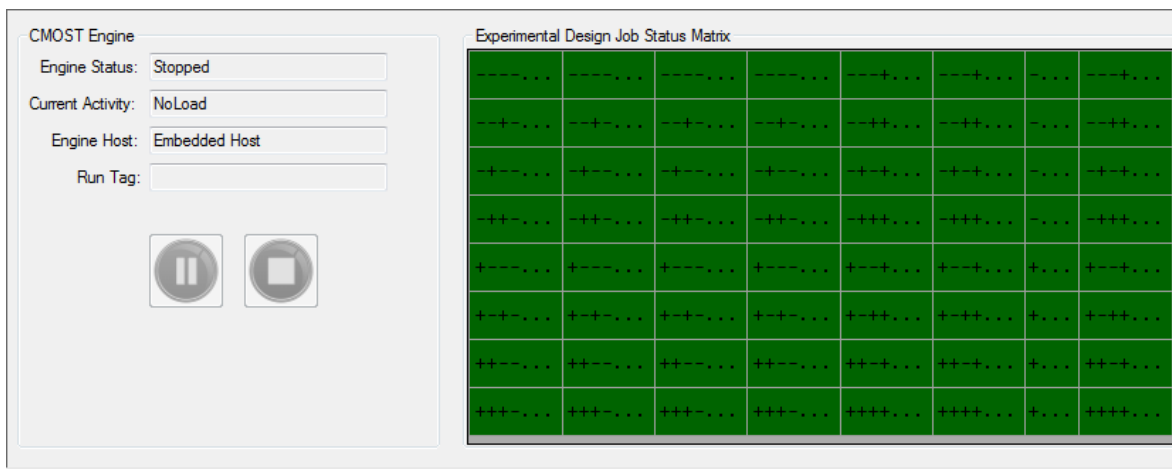 CMOST Engine
Engine Status: Stopped
Current Activity: NoLoad
Engine Host: Embedded Host
Run Tag:
Experimental Design Job Status Matrix
----... ----... ----... ----... ---+... ---+... -... ---+...
--+-... --+-... --+-... --+-... --++... --++... -... --++...
-+--... -+--... -+--... -+--... -+-+... -+-+... -... -+-+...
-++-... -++-... -++-... -++-... -+++... -+++... -... -+++...
+---... +---... +---... +---... +--+... +--+... +... +--+...
+-+-... +-+-... +-+-... +-+-... +-++... +-++... +... +-++...
++--... ++--... ++--... ++--... ++-+... ++-+... +... ++-+...
+++-... +++-... +++-... +++-... ++++... ++++... +... ++++...